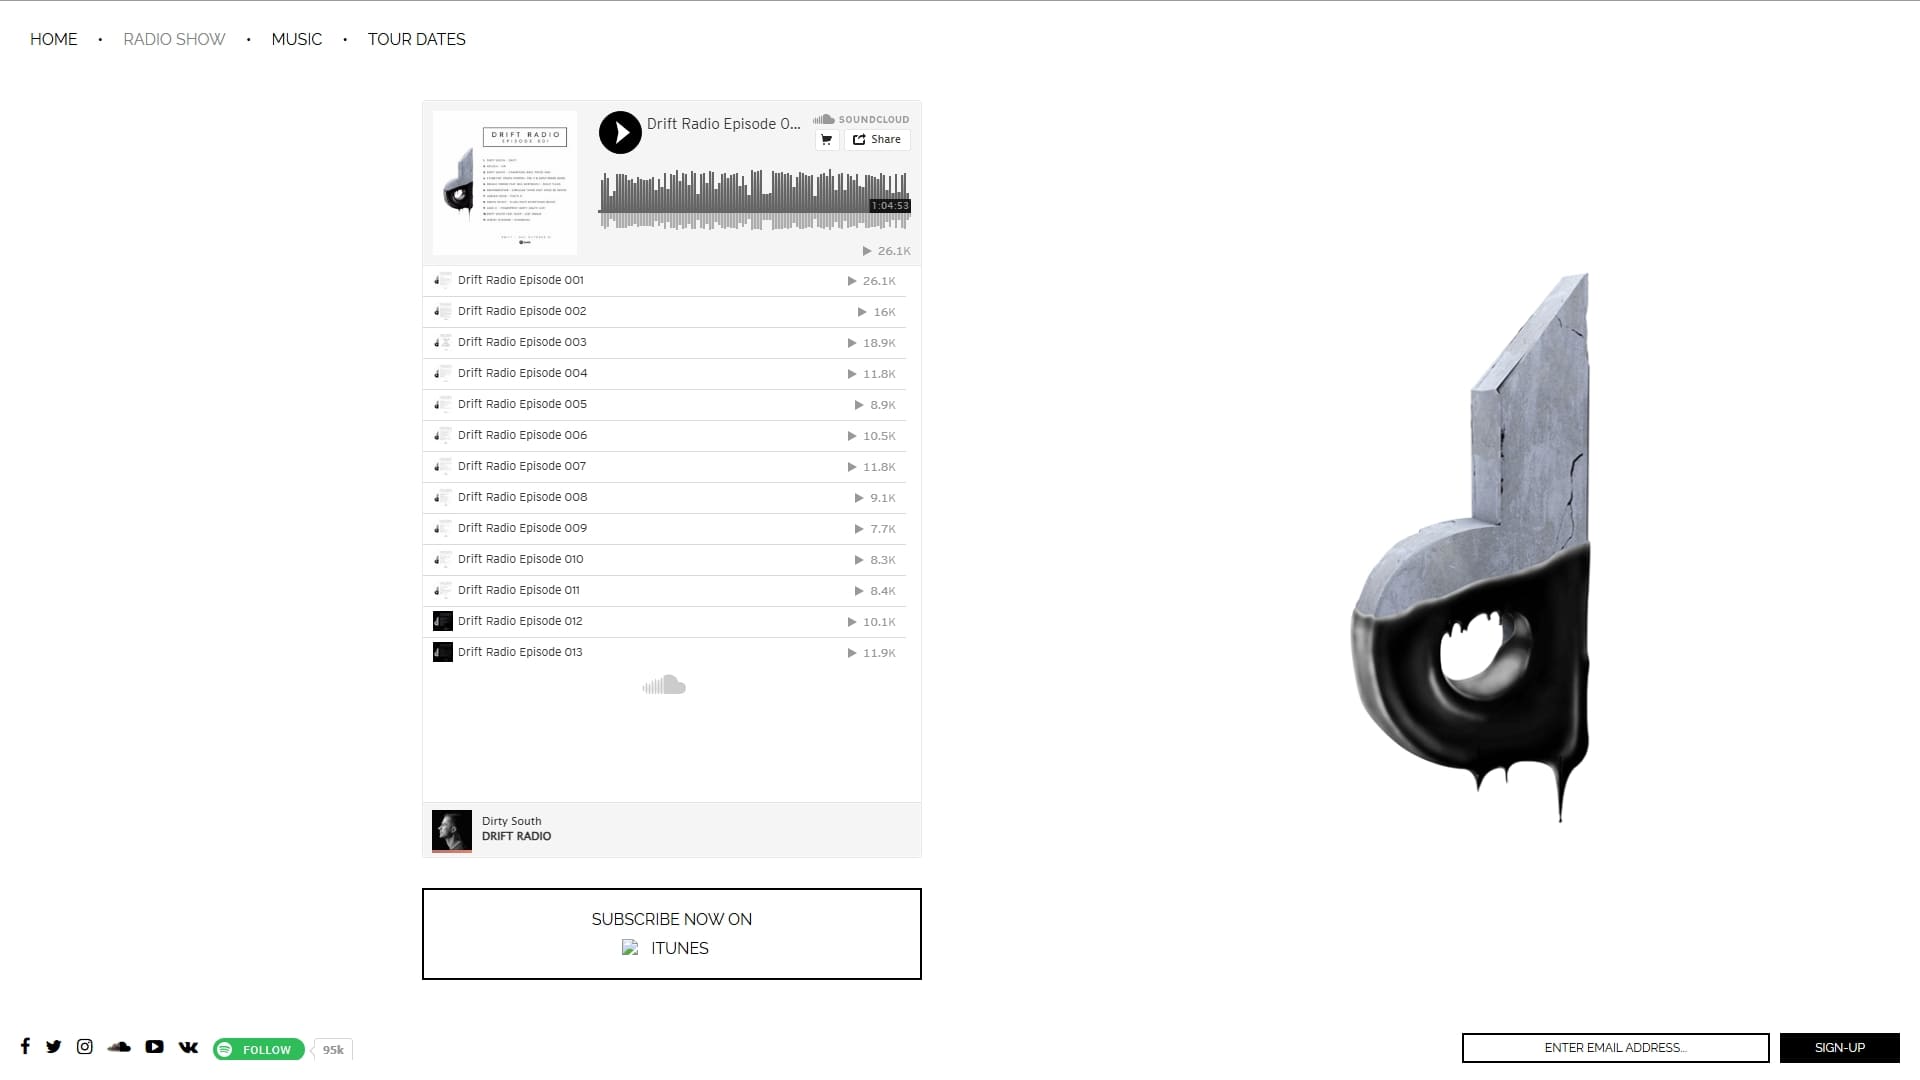 HOME • RADIO SHOW • MUSIC • TOUR DATES
DRIFT RADIO
EPISODE 001
Drift Radio Episode 0...
SOUNDCLOUD
Share
1:04:53
26.1K
Drift Radio Episode 001 26.1K
Drift Radio Episode 002 16K
Drift Radio Episode 003 18.9K
Drift Radio Episode 004 11.8K
Drift Radio Episode 005 8.9K
Drift Radio Episode 006 10.5K
Drift Radio Episode 007 11.8K
Drift Radio Episode 008 9.1K
Drift Radio Episode 009 7.7K
Drift Radio Episode 010 8.3K
Drift Radio Episode 011 8.4K
Drift Radio Episode 012 10.1K
Drift Radio Episode 013 11.9K
Dirty South
DRIFT RADIO
SUBSCRIBE NOW ON
ITUNES
FOLLOW 95k
ENTER EMAIL ADDRESS... SIGN-UP